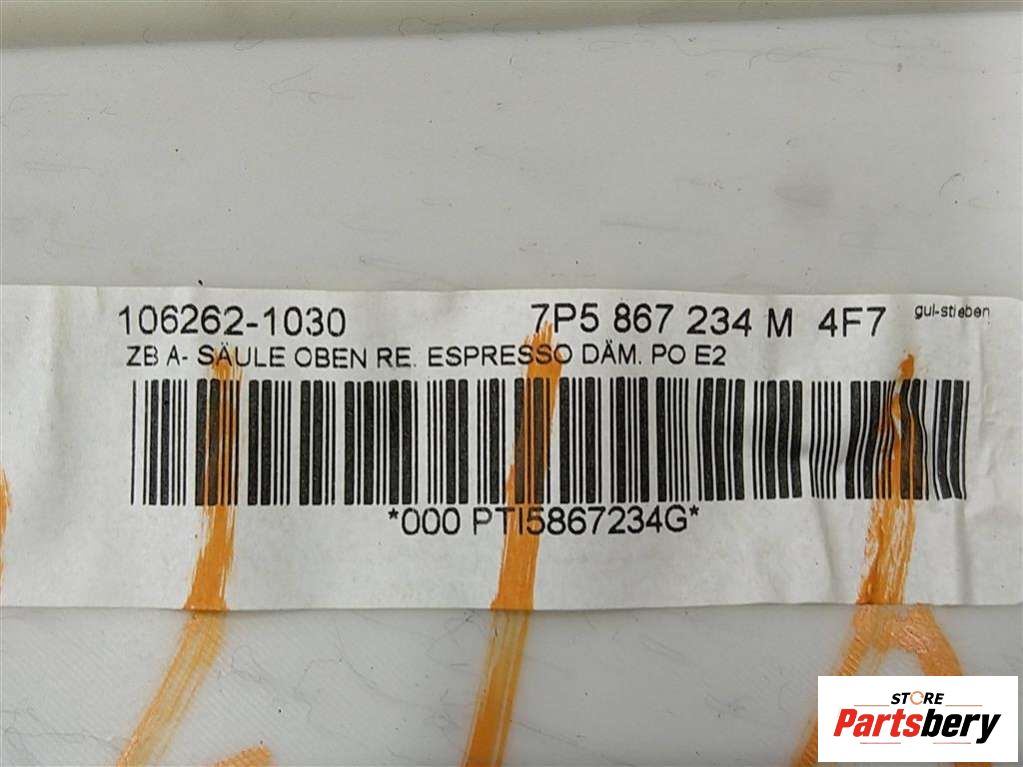 106262-1030 7P5 867 234 M 4F7 gul-stieben
ZB A- SÄULE OBEN RE. ESPRESSO DÄM. PO E2
*000 PTI5867234G*
STORE
Partsbery